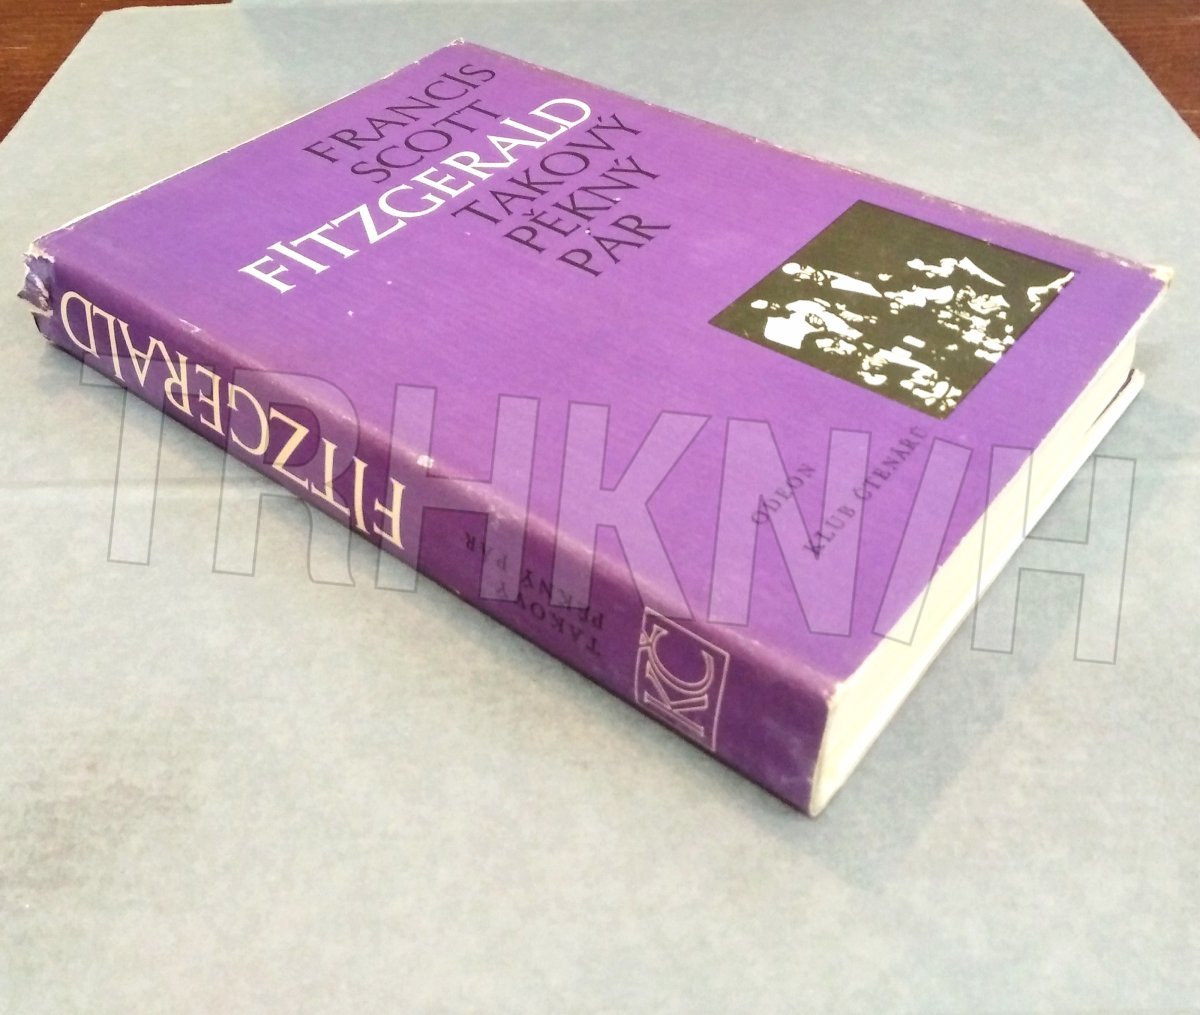 FRANCIS
SCOTT
FITZGERALD
TAKOVÝ
PĚKNÝ
PÁR
ODEON
KLUB ČTENÁŘŮ
FITZGERALD
TAKOVÝ
PĚKNÝ PÁR
KČ
TRHKNIH